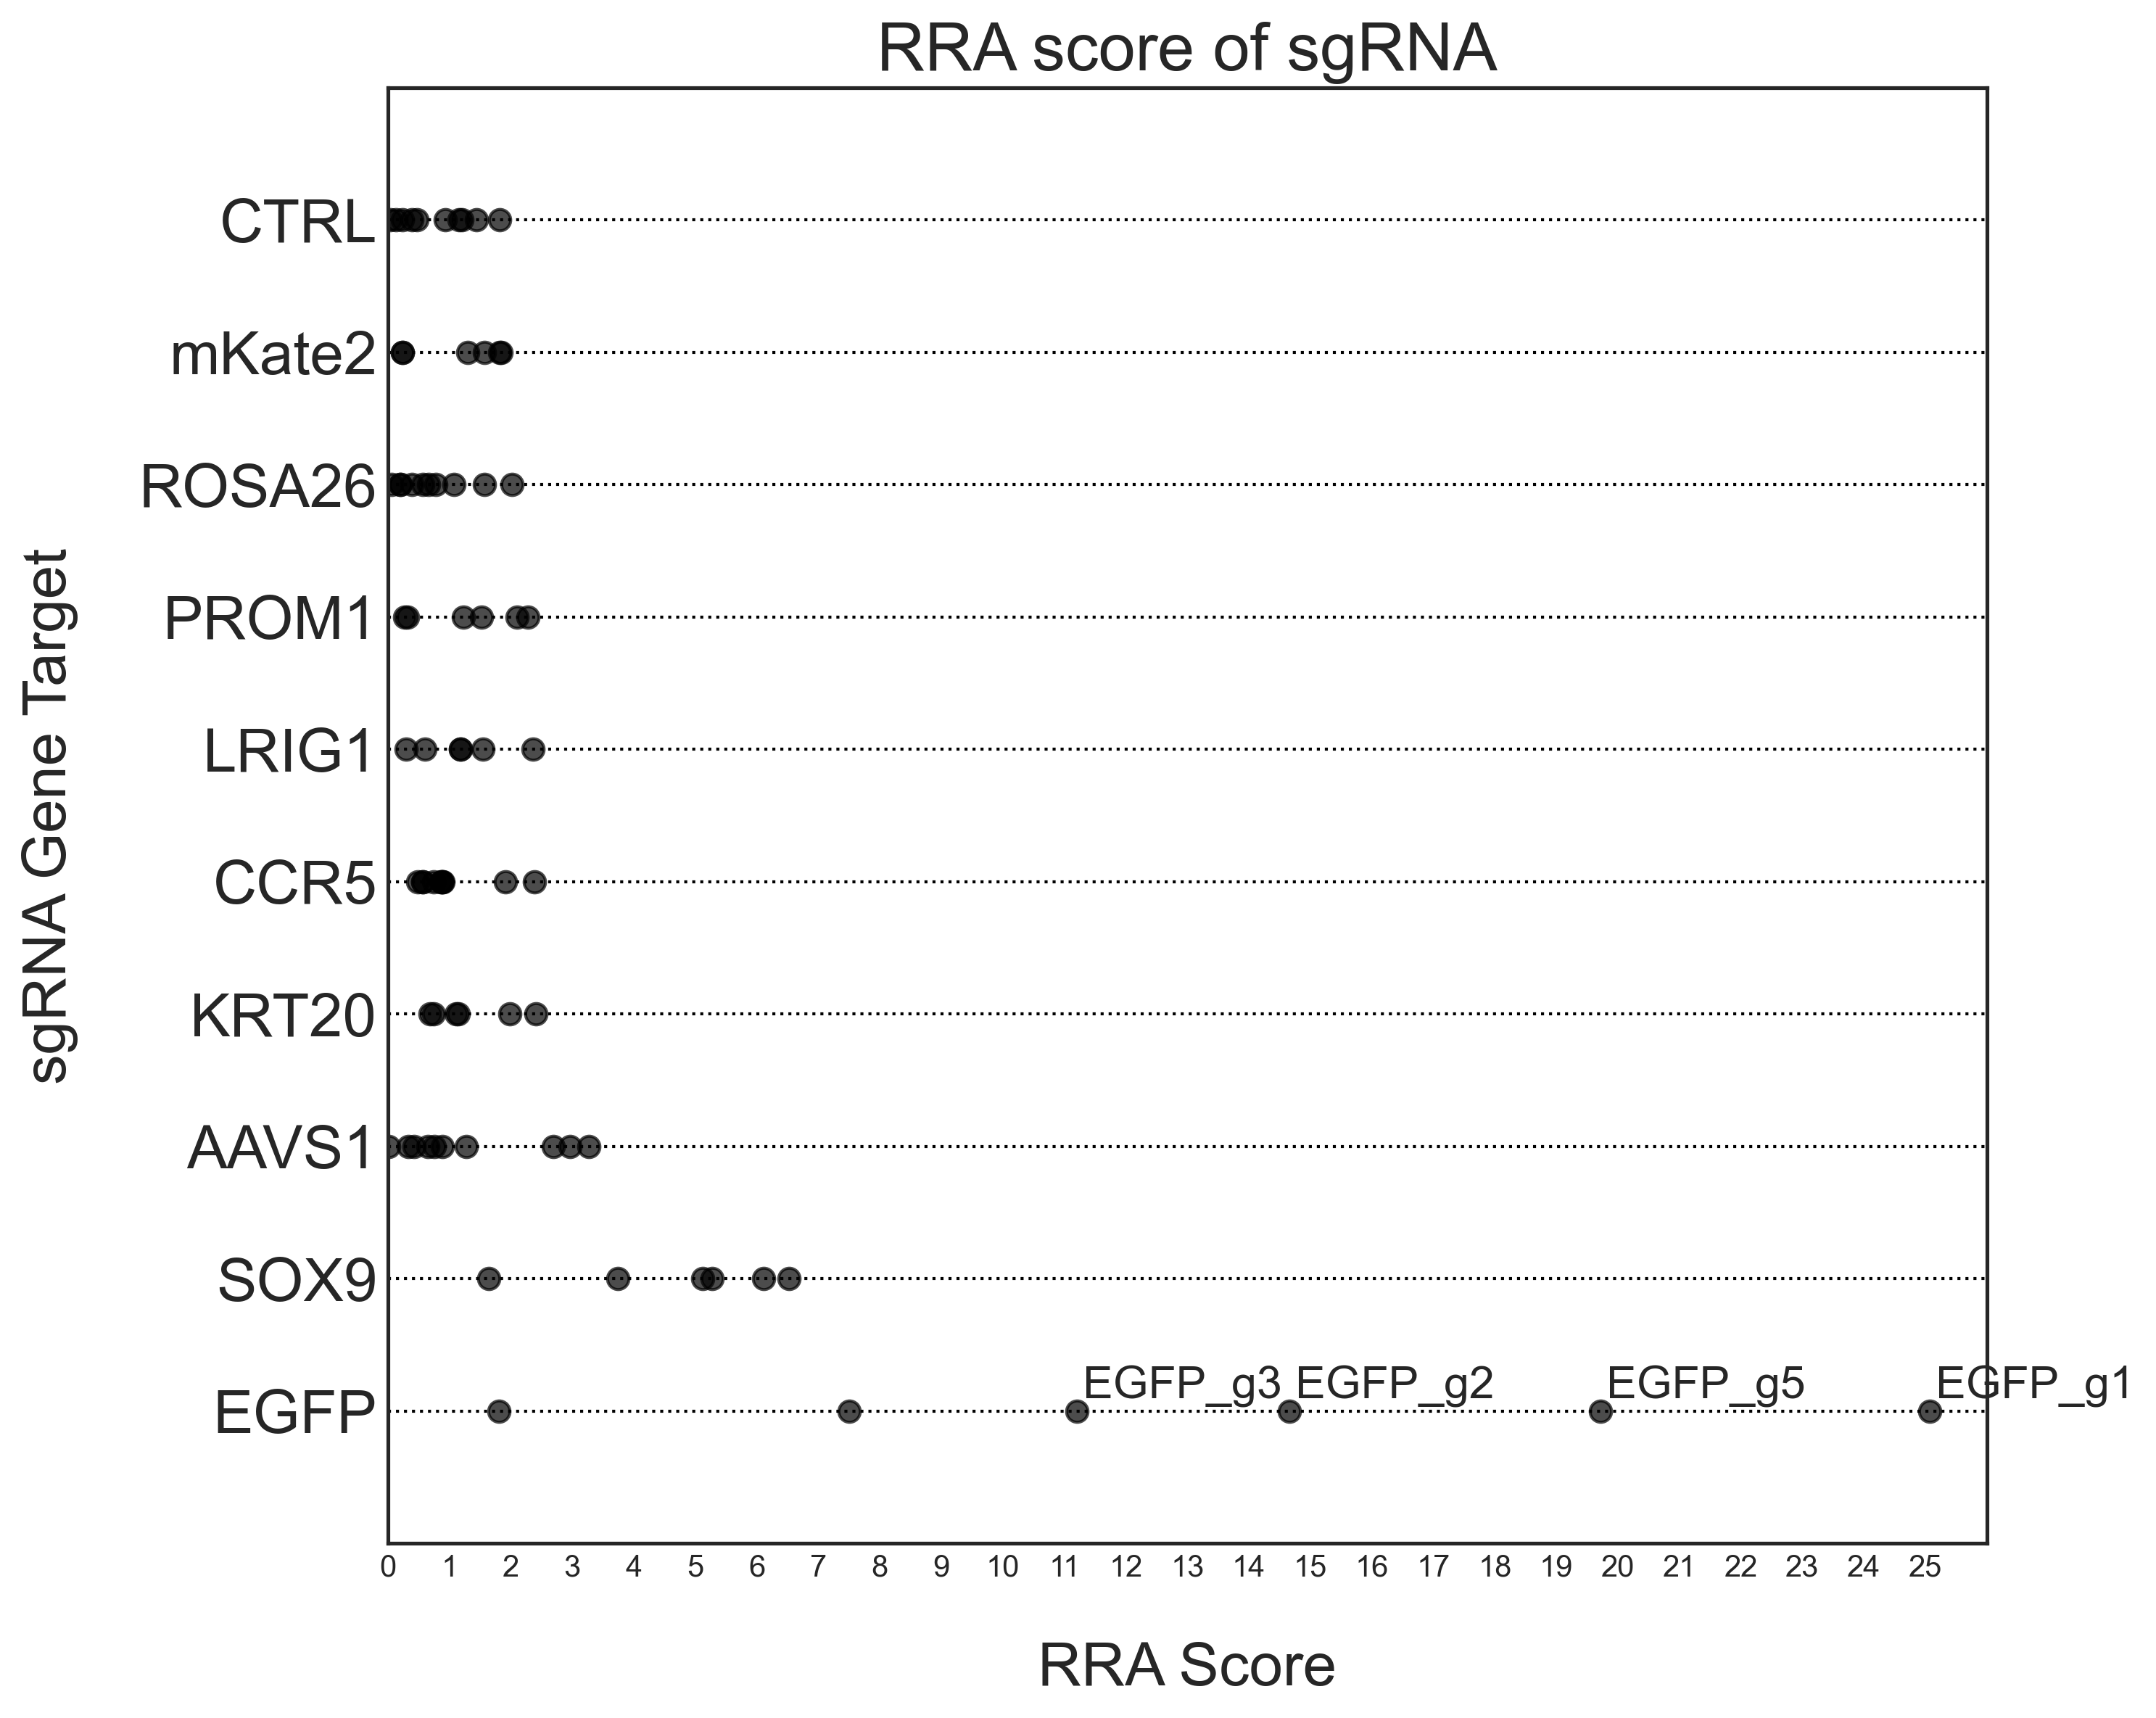 RRA score of sgRNA
sgRNA Gene Target
CTRL
mKate2
ROSA26
PROM1
LRIG1
CCR5
KRT20
AAVS1
SOX9
EGFP
EGFP_g3 EGFP_g2 EGFP_g5 EGFP_g1
0 1 2 3 4 5 6 7 8 9 10 11 12 13 14 15 16 17 18 19 20 21 22 23 24 25
RRA Score